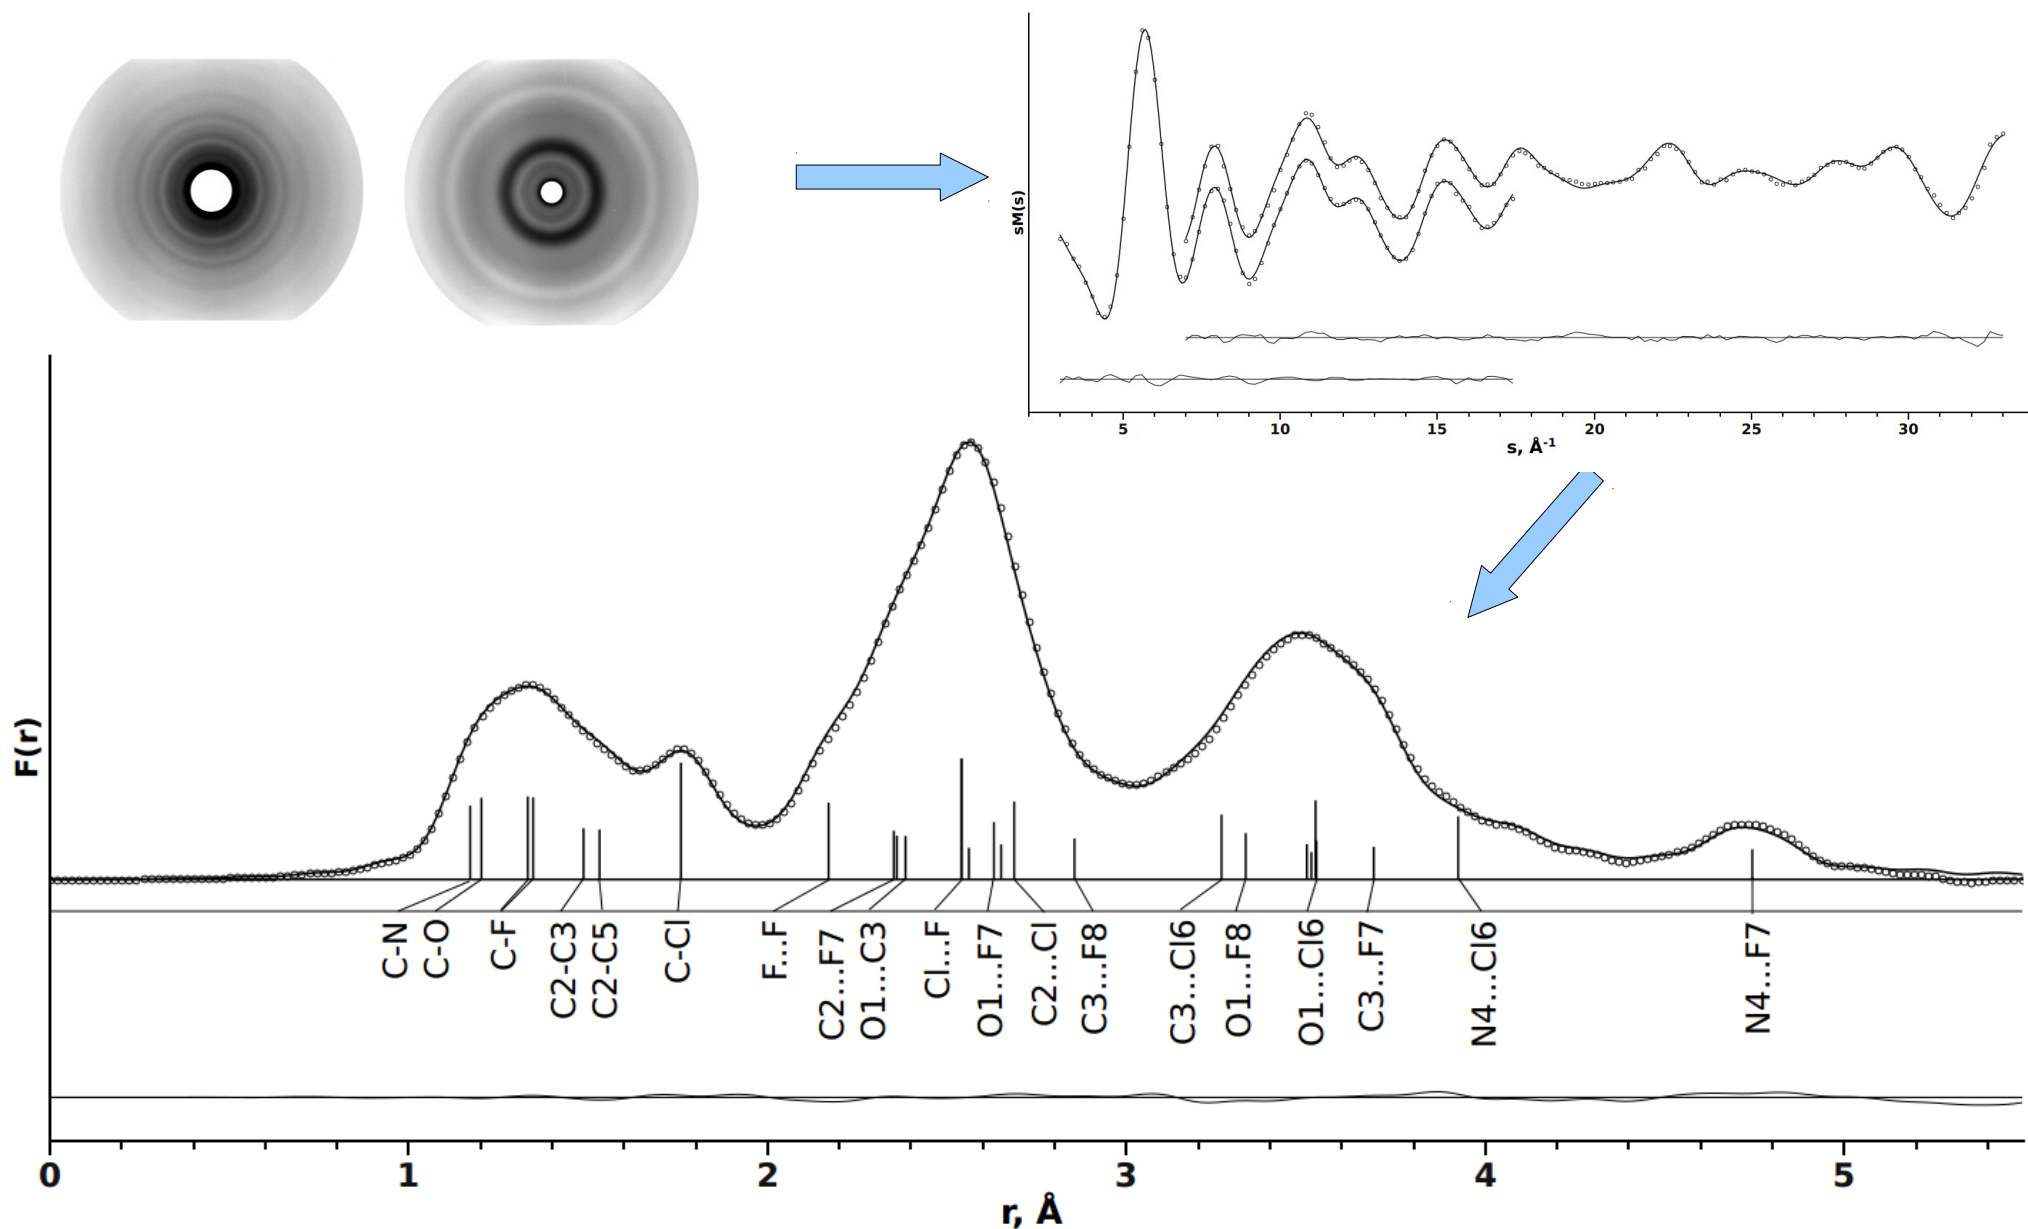 sM(s)
5 10 15 20 25 30
s, Å⁻¹
F(r)
C-N
C-O
C-F
C2-C3
C2-C5
C-Cl
F...F
C2...F7
O1...C3
Cl...F
O1...F7
C2...Cl
C3...F8
C3...Cl6
O1...F8
O1...Cl6
C3...F7
N4...Cl6
N4...F7
0 1 2 3 4 5
r, Å